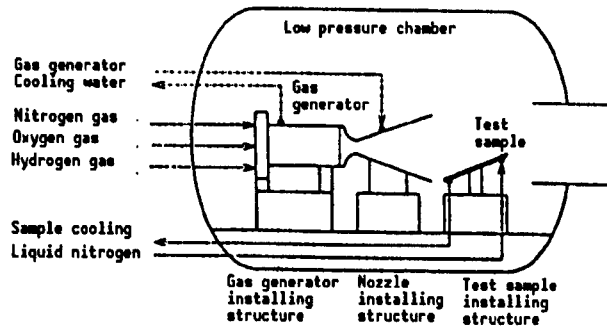 Low pressure chamber
Gas generator
Cooling water
Gas
generator
Nitrogen gas
Oxygen gas
Hydrogen gas
Test
sample
Sample cooling
Liquid nitrogen
Gas generator
installing
structure
Nozzle
installing
structure
Test sample
installing
structure